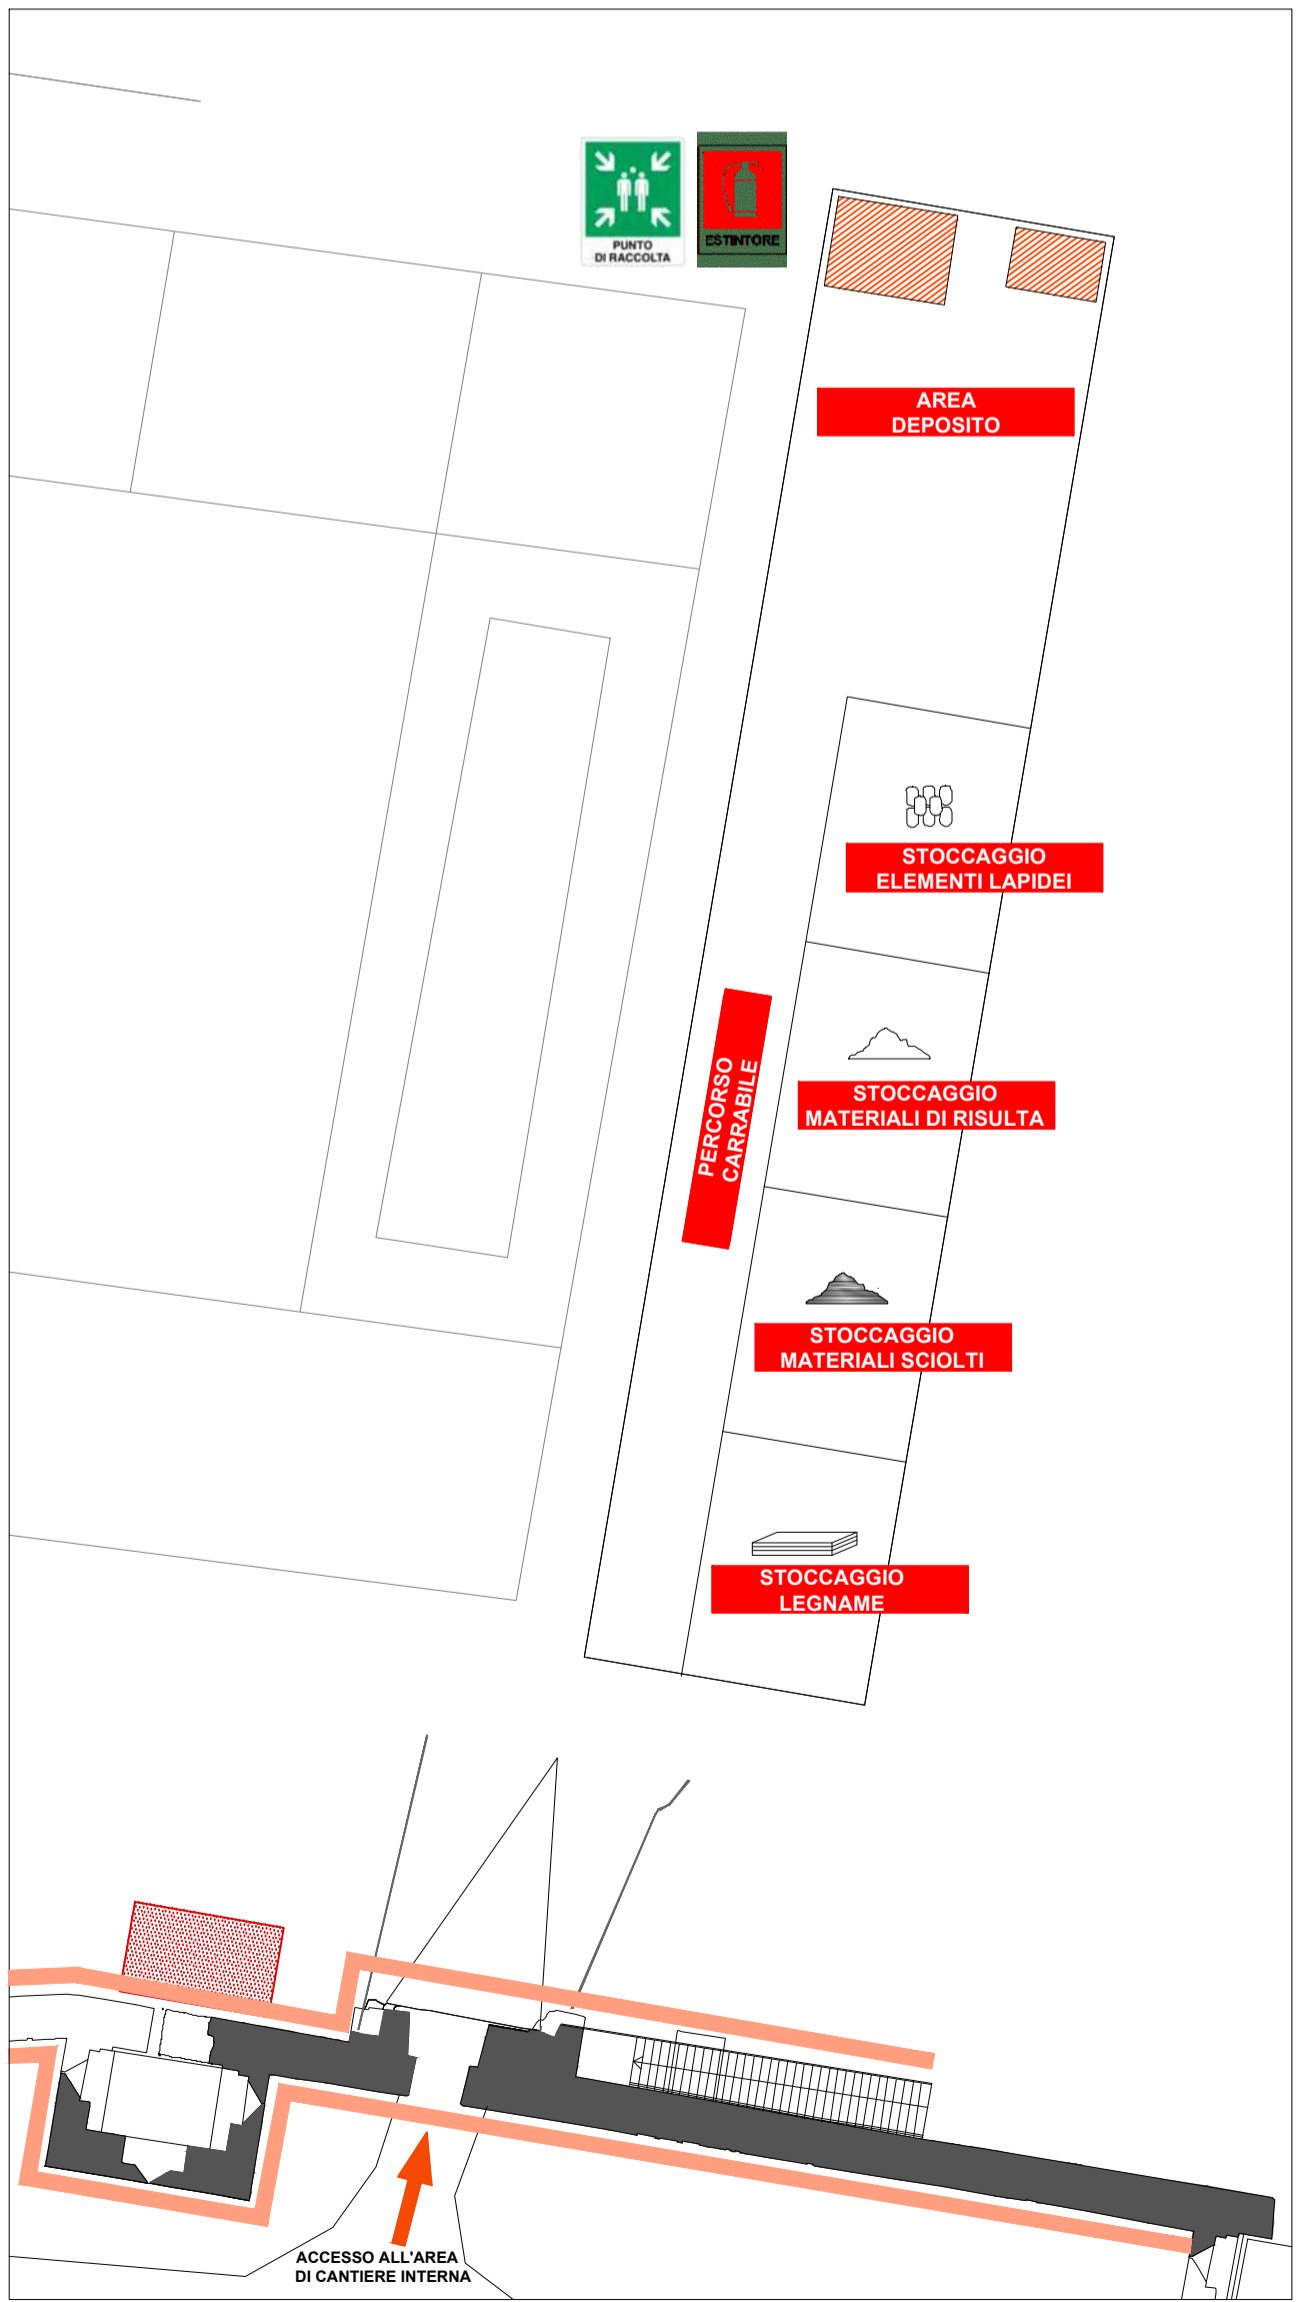 PUNTO
DI RACCOLTA
ESTINTORE
AREA
DEPOSITO
STOCCAGGIO
ELEMENTI LAPIDEI
PERCORSO
CARRABILE
STOCCAGGIO
MATERIALI DI RISULTA
STOCCAGGIO
MATERIALI SCIOLTI
STOCCAGGIO
LEGNAME
ACCESSO ALL'AREA
DI CANTIERE INTERNA